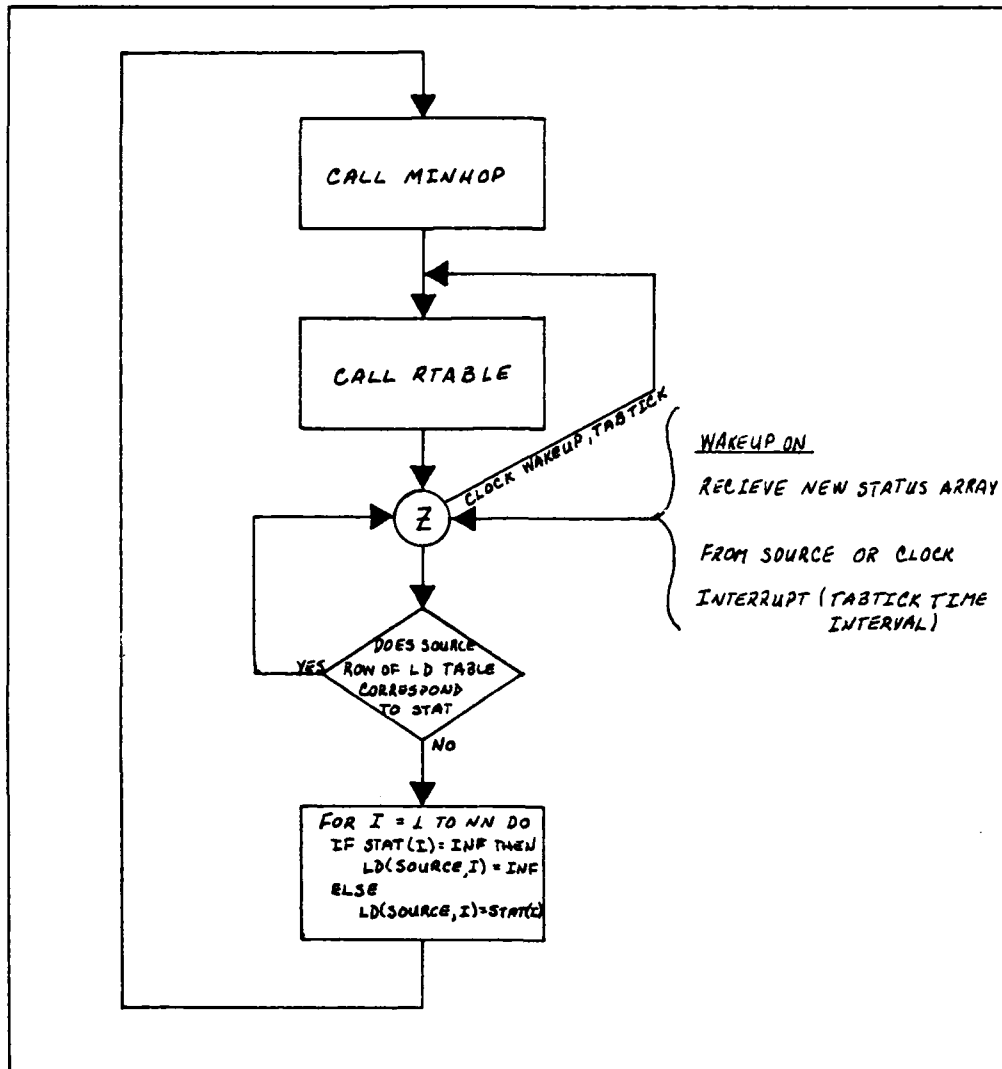 CALL MINHOP
CALL RTABLE
CLOCK WAKEUP, TABTICK
Z
WAKEUP ON
RECIEVE NEW STATUS ARRAY
FROM SOURCE OR CLOCK
INTERRUPT (TABTICK TIME
INTERVAL)
DOES SOURCE
ROW OF LD TABLE
CORRESPOND
TO STAT
YES
NO
FOR I = 1 TO NN DO
IF STAT(I) = INF THEN
LD(SOURCE, I) = INF
ELSE
LD(SOURCE, I) = STAT(I)